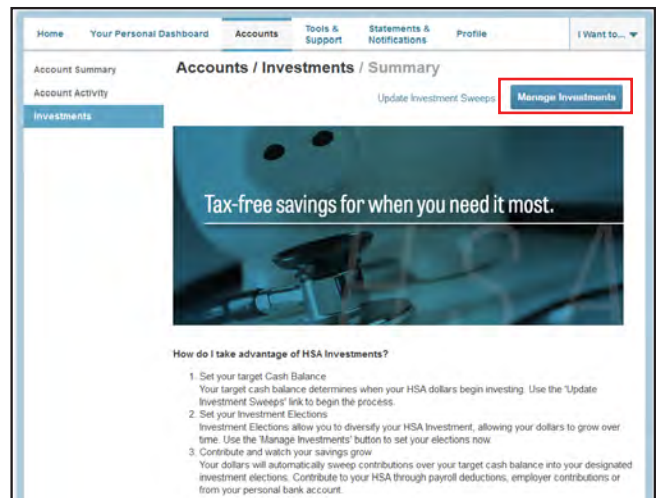 Home Your Personal Dashboard Accounts Tools & Support Statements & Notifications Profile I Want to...
Account Summary
Account Activity
Investments
Accounts / Investments / Summary
Update Investment Sweeps Manage Investments
Tax-free savings for when you need it most.
HSA
How do I take advantage of HSA Investments?
1. Set your target Cash Balance
Your target cash balance determines when your HSA dollars begin investing. Use the 'Update
Investment Sweeps' link to begin the process.
2. Set your Investment Elections
Investment Elections allow you to diversify your HSA Investment, allowing your dollars to grow over
time. Use the 'Manage Investments' button to set your elections now.
3. Contribute and watch your savings grow
Your dollars will automatically sweep contributions over your target cash balance into your designated
investment elections. Contribute to your HSA through payroll deductions, employer contributions or
from your personal bank account.